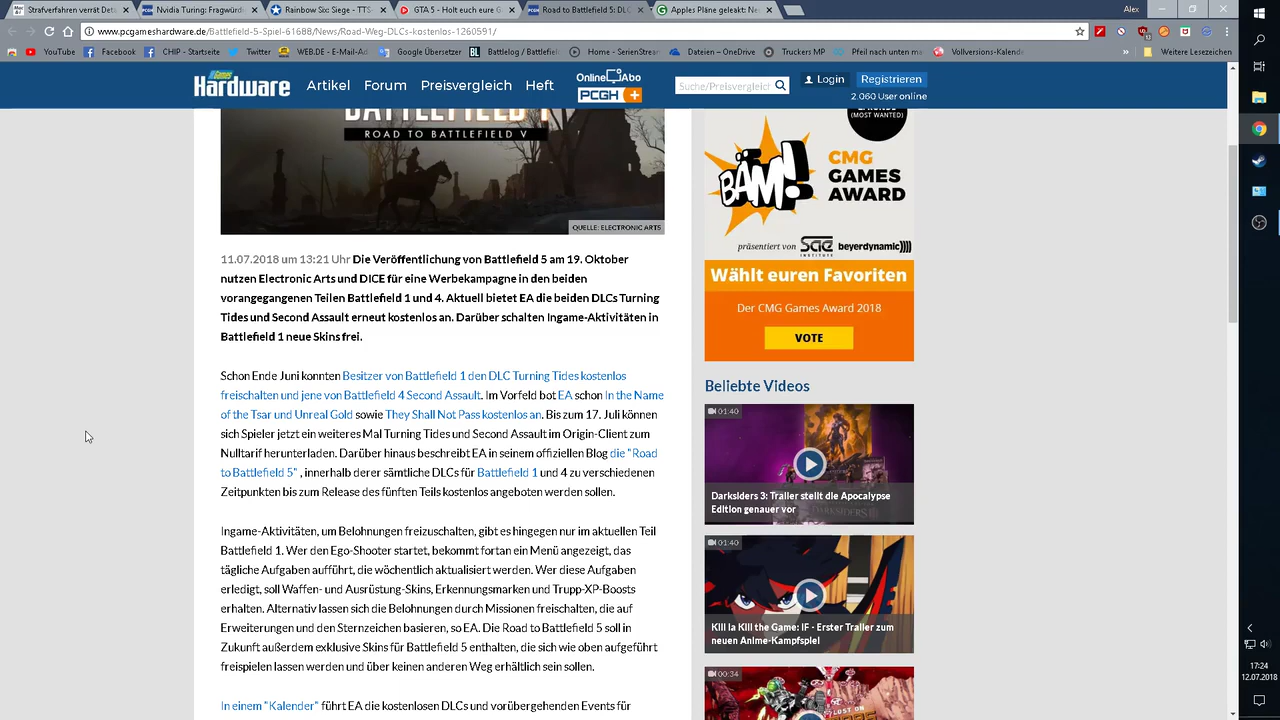 Strafverfahren verrät Det
Nvidia Turing: Fragwürdi
Rainbow Six: Siege - TTS
GTA 5 - Holt euch eure G
Road to Battlefield 5: DLC
Apples Pläne geleakt: Ne
Alex
www.pcgameshardware.de/Battlefield-5-Spiel-61688/News/Road-Weg-DLCs-kostenlos-1260591/
YouTube
Facebook
CHIP - Startseite
Twitter
WEB.DE - E-Mail-Ad
Google Übersetzer
Battlelog / Battlefiel
Home - SerienStream
Dateien – OneDrive
Truckers MP
Pfeil nach unten ma
Vollversions-Kalende
»
Weitere Lesezeichen
Hardware
Artikel
Forum
Preisvergleich
Heft
Online Abo
PCGH +
Suche/Preisvergleich
Login
Registrieren
2.060 User online
ROAD TO BATTLEFIELD V
QUELLE: ELECTRONIC ARTS
11.07.2018 um 13:21 Uhr Die Veröffentlichung von Battlefield 5 am 19. Oktober
nutzen Electronic Arts und DICE für eine Werbekampagne in den beiden
vorangegangenen Teilen Battlefield 1 und 4. Aktuell bietet EA die beiden DLCs Turning
Tides und Second Assault erneut kostenlos an. Darüber schalten Ingame-Aktivitäten in
Battlefield 1 neue Skins frei.
Schon Ende Juni konnten Besitzer von Battlefield 1 den DLC Turning Tides kostenlos
freischalten und jene von Battlefield 4 Second Assault. Im Vorfeld bot EA schon In the Name
of the Tsar und Unreal Gold sowie They Shall Not Pass kostenlos an. Bis zum 17. Juli können
sich Spieler jetzt ein weiteres Mal Turning Tides und Second Assault im Origin-Client zum
Nulltarif herunterladen. Darüber hinaus beschreibt EA in seinem offiziellen Blog die "Road
to Battlefield 5" , innerhalb derer sämtliche DLCs für Battlefield 1 und 4 zu verschiedenen
Zeitpunkten bis zum Release des fünften Teils kostenlos angeboten werden sollen.
Ingame-Aktivitäten, um Belohnungen freizuschalten, gibt es hingegen nur im aktuellen Teil
Battlefield 1. Wer den Ego-Shooter startet, bekommt fortan ein Menü angezeigt, das
tägliche Aufgaben aufführt, die wöchentlich aktualisiert werden. Wer diese Aufgaben
erledigt, soll Waffen- und Ausrüstung-Skins, Erkennungsmarken und Trupp-XP-Boosts
erhalten. Alternativ lassen sich die Belohnungen durch Missionen freischalten, die auf
Erweiterungen und den Sternzeichen basieren, so EA. Die Road to Battlefield 5 soll in
Zukunft außerdem exklusive Skins für Battlefield 5 enthalten, die sich wie oben aufgeführt
freispielen lassen werden und über keinen anderen Weg erhältlich sein sollen.
In einem "Kalender" führt EA die kostenlosen DLCs und vorübergehenden Events für
(MOST WANTED)
BÄM!
CMG
GAMES
AWARD
präsentiert von SAE INSTITUTE beyerdynamic
Wählt euren Favoriten
Der CMG Games Award 2018
VOTE
Beliebte Videos
01:40
Darksiders 3: Trailer stellt die Apocalypse
Edition genauer vor
01:40
Kill la Kill the Game: IF - Erster Trailer zum
neuen Anime-Kampfspiel
00:34
17:24
12.07.2018